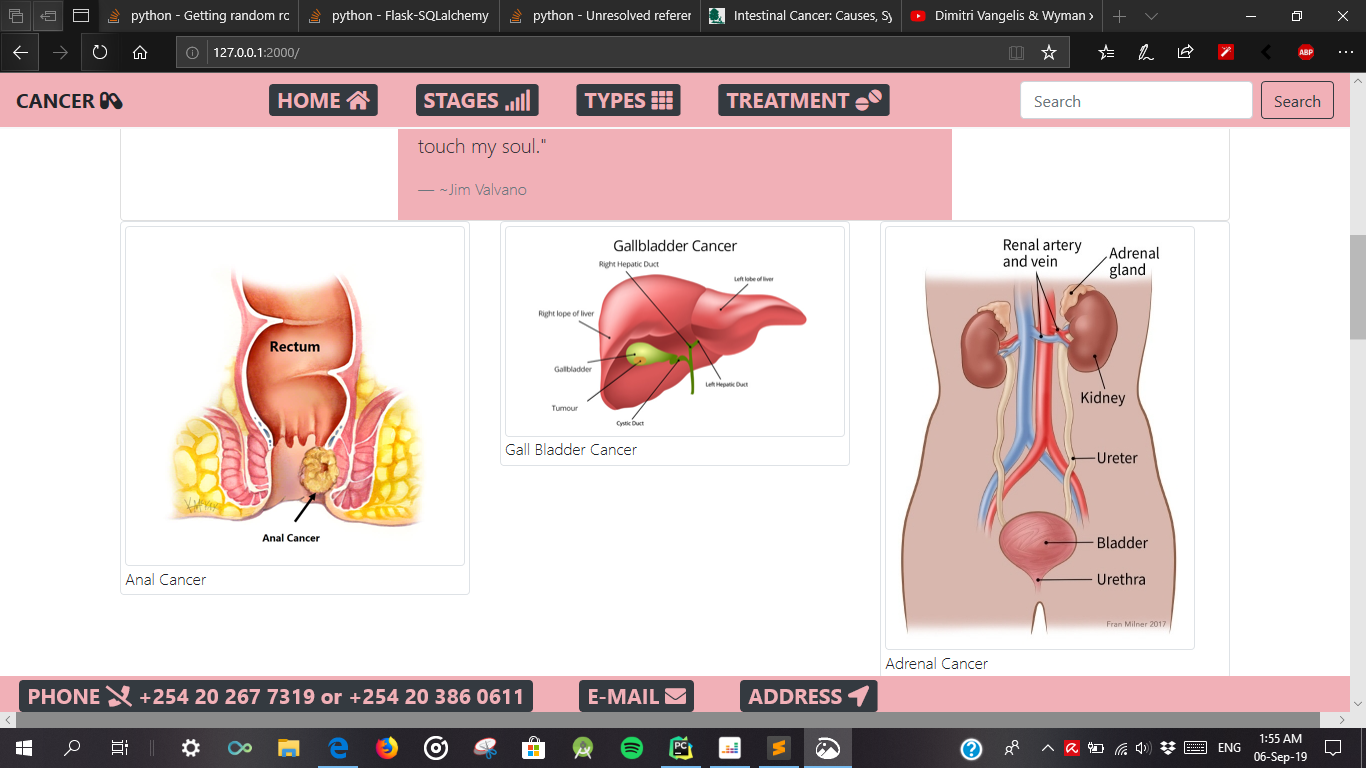 python - Getting random ro
python - Flask-SQLalchemy
python - Unresolved referer
Intestinal Cancer: Causes, Sy
Dimitri Vangelis & Wyman x
127.0.0.1:2000/
ABP
CANCER
HOME
STAGES
TYPES
TREATMENT
Search
Search
touch my soul."
— ~Jim Valvano
Rectum
Anal Cancer
Anal Cancer
Gallbladder Cancer
Right Hepatic Duct
Left lobe of liver
Right lope of liver
Gallbladder
Left Hepatic Duct
Tumour
Cystic Duct
Gall Bladder Cancer
Renal artery
and vein
Adrenal
gland
Kidney
Ureter
Bladder
Urethra
Fran Milner 2017
Adrenal Cancer
PHONE +254 20 267 7319 or +254 20 386 0611
E-MAIL
ADDRESS
PC
ENG
1:55 AM
06-Sep-19